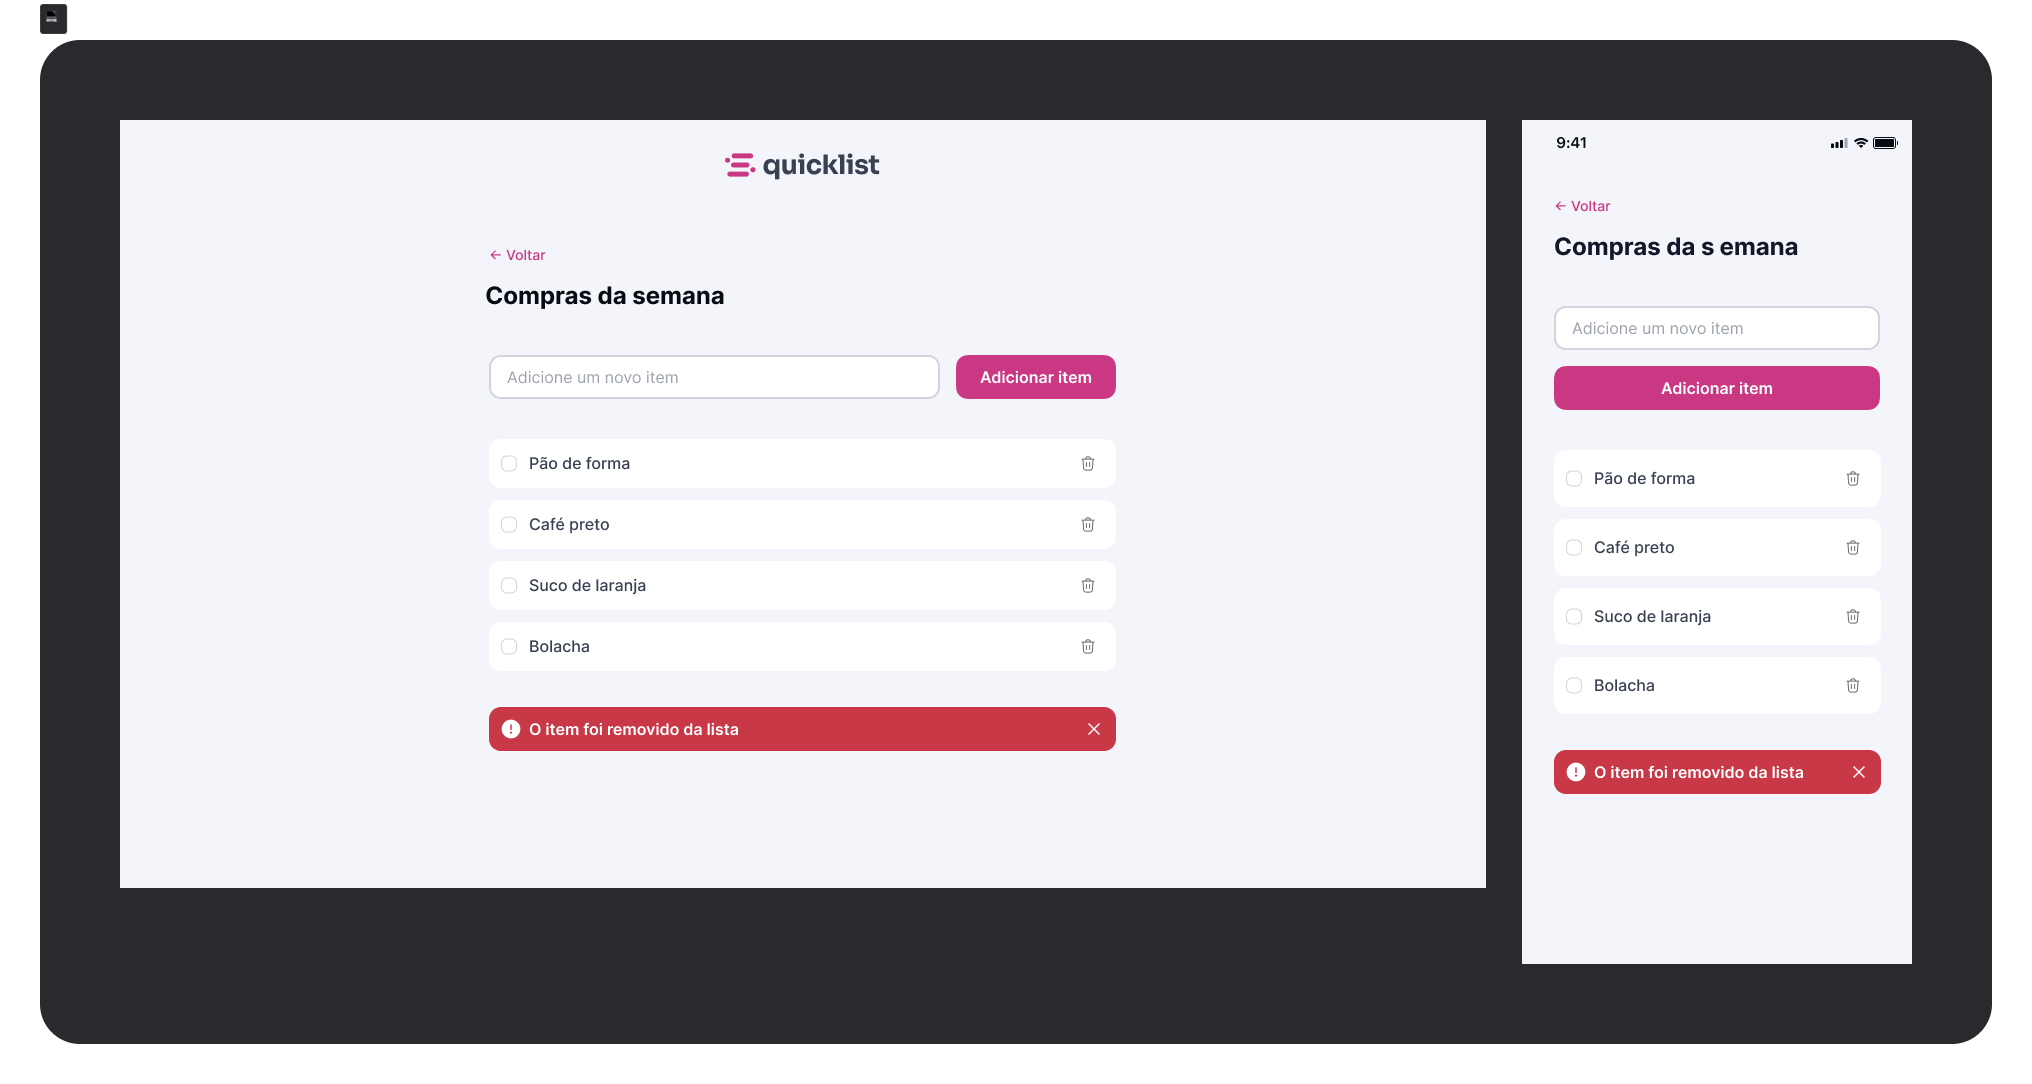 quicklist
← Voltar
Compras da semana
Adicione um novo item
Adicionar item
Pão de forma
Café preto
Suco de laranja
Bolacha
O item foi removido da lista
9:41
← Voltar
Compras da s emana
Adicione um novo item
Adicionar item
Pão de forma
Café preto
Suco de laranja
Bolacha
O item foi removido da lista